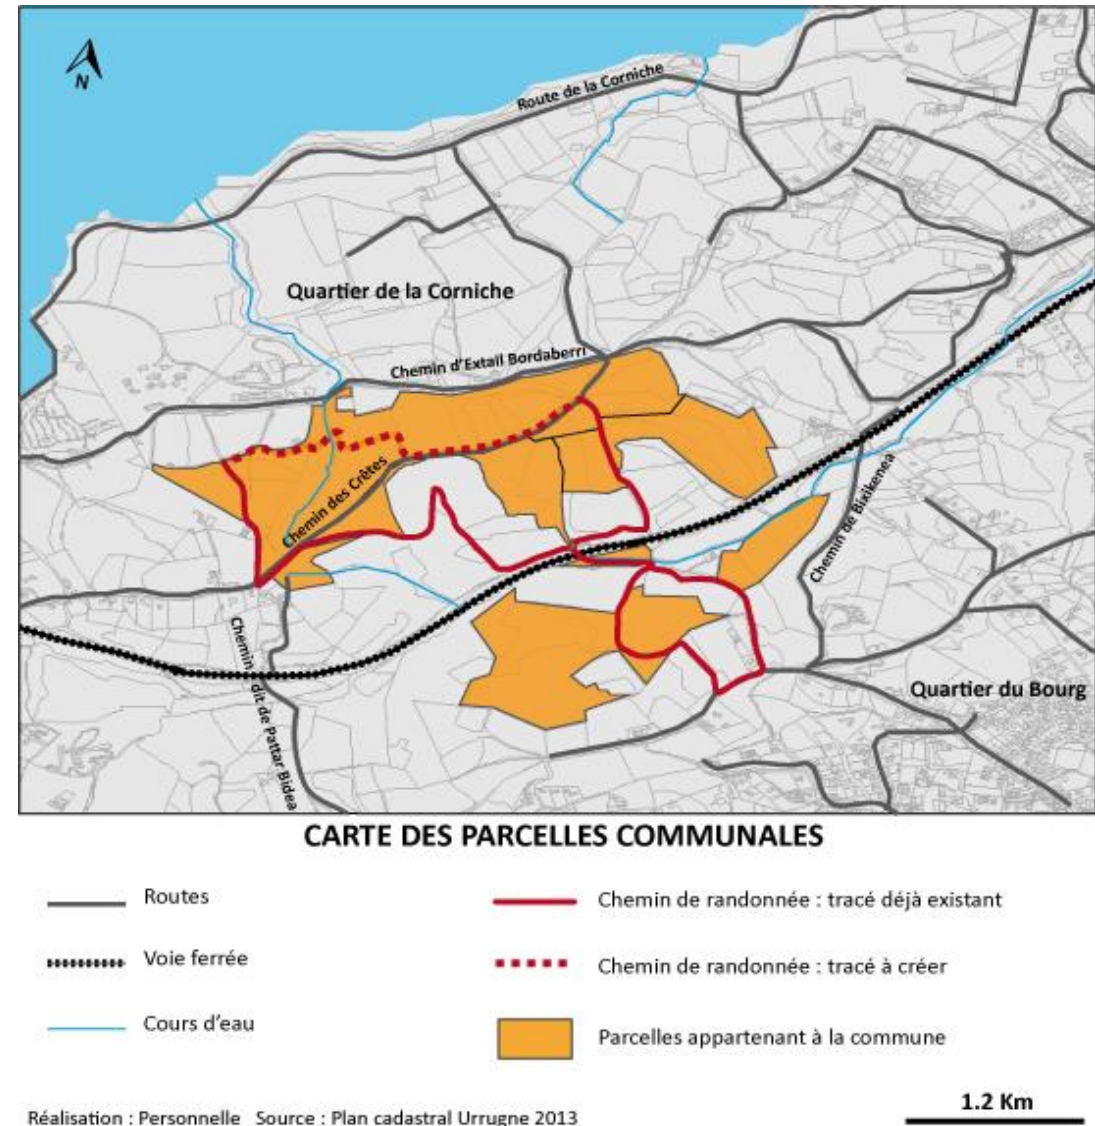 N
Route de la Corniche
Quartier de la Corniche
Chemin d'Extail Bordaberri
Chemin des Crêtes
Chemin de Bixikenea
Chemin dit de Pattar Bidea
Quartier du Bourg
CARTE DES PARCELLES COMMUNALES
Routes
Chemin de randonnée : tracé déjà existant
Voie ferrée
Chemin de randonnée : tracé à créer
Cours d'eau
Parcelles appartenant à la commune
1.2 Km
Réalisation : Personnelle Source : Plan cadastral Urrugne 2013